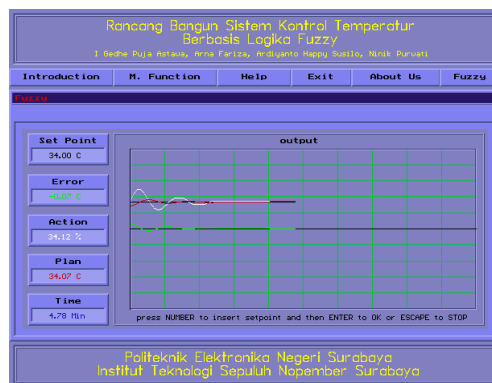 Rancang Bangun Sistem Kontrol Temperatur
Berbasis Logika Fuzzy
I Gedhe Puja Astawa, Arna Fariza, Ardiyanto Happy Susilo, Ninik Purwati
Introduction M. Function Help Exit About Us Fuzzy
Fuzzy
Set Point
34.00 C
Error
-0.07 C
Action
34.12 %
Plan
34.07 C
Time
4.78 Min
output
press NUMBER to insert setpoint and then ENTER to OK or ESCAPE to STOP
Politeknik Elektronika Negeri Surabaya
Institut Teknologi Sepuluh Nopember Surabaya